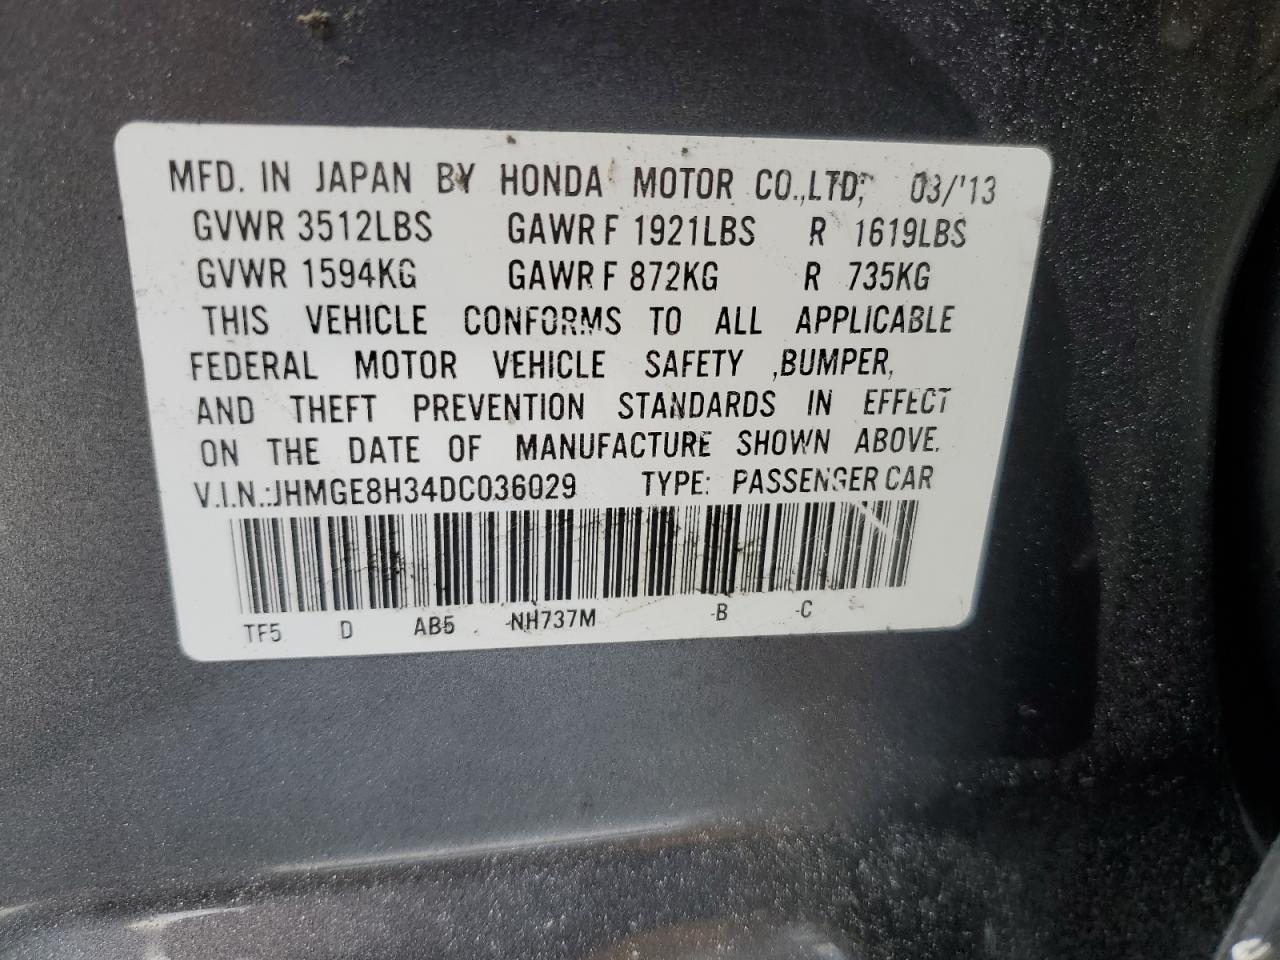 MFD. IN JAPAN BY HONDA MOTOR CO.,LTD; 03/'13
GVWR 3512LBS GAWR F 1921LBS R 1619LBS
GVWR 1594KG GAWR F 872KG R 735KG
THIS VEHICLE CONFORMS TO ALL APPLICABLE
FEDERAL MOTOR VEHICLE SAFETY ,BUMPER,
AND THEFT PREVENTION STANDARDS IN EFFECT
ON THE DATE OF MANUFACTURE SHOWN ABOVE.
V.I.N.:JHMGE8H34DC036029 TYPE: PASSENGER CAR
TF5 D AB5 -NH737M -B -C